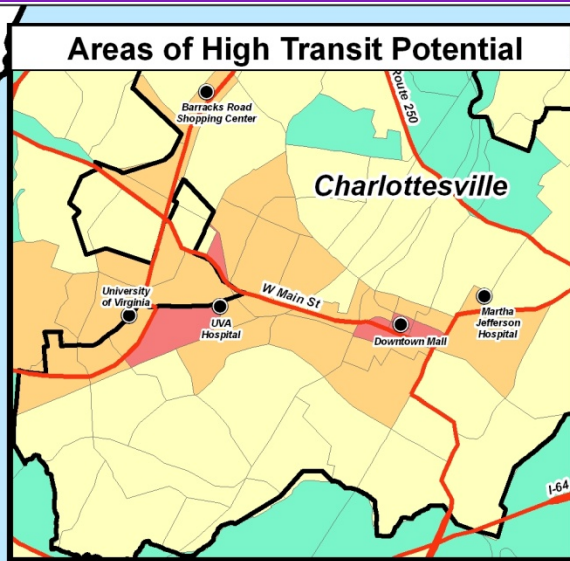 Areas of High Transit Potential
Barracks Road
Shopping Center
Route 250
Charlottesville
University
of Virginia
W Main St
UVA
Hospital
Downtown Mall
Martha
Jefferson
Hospital
I-64